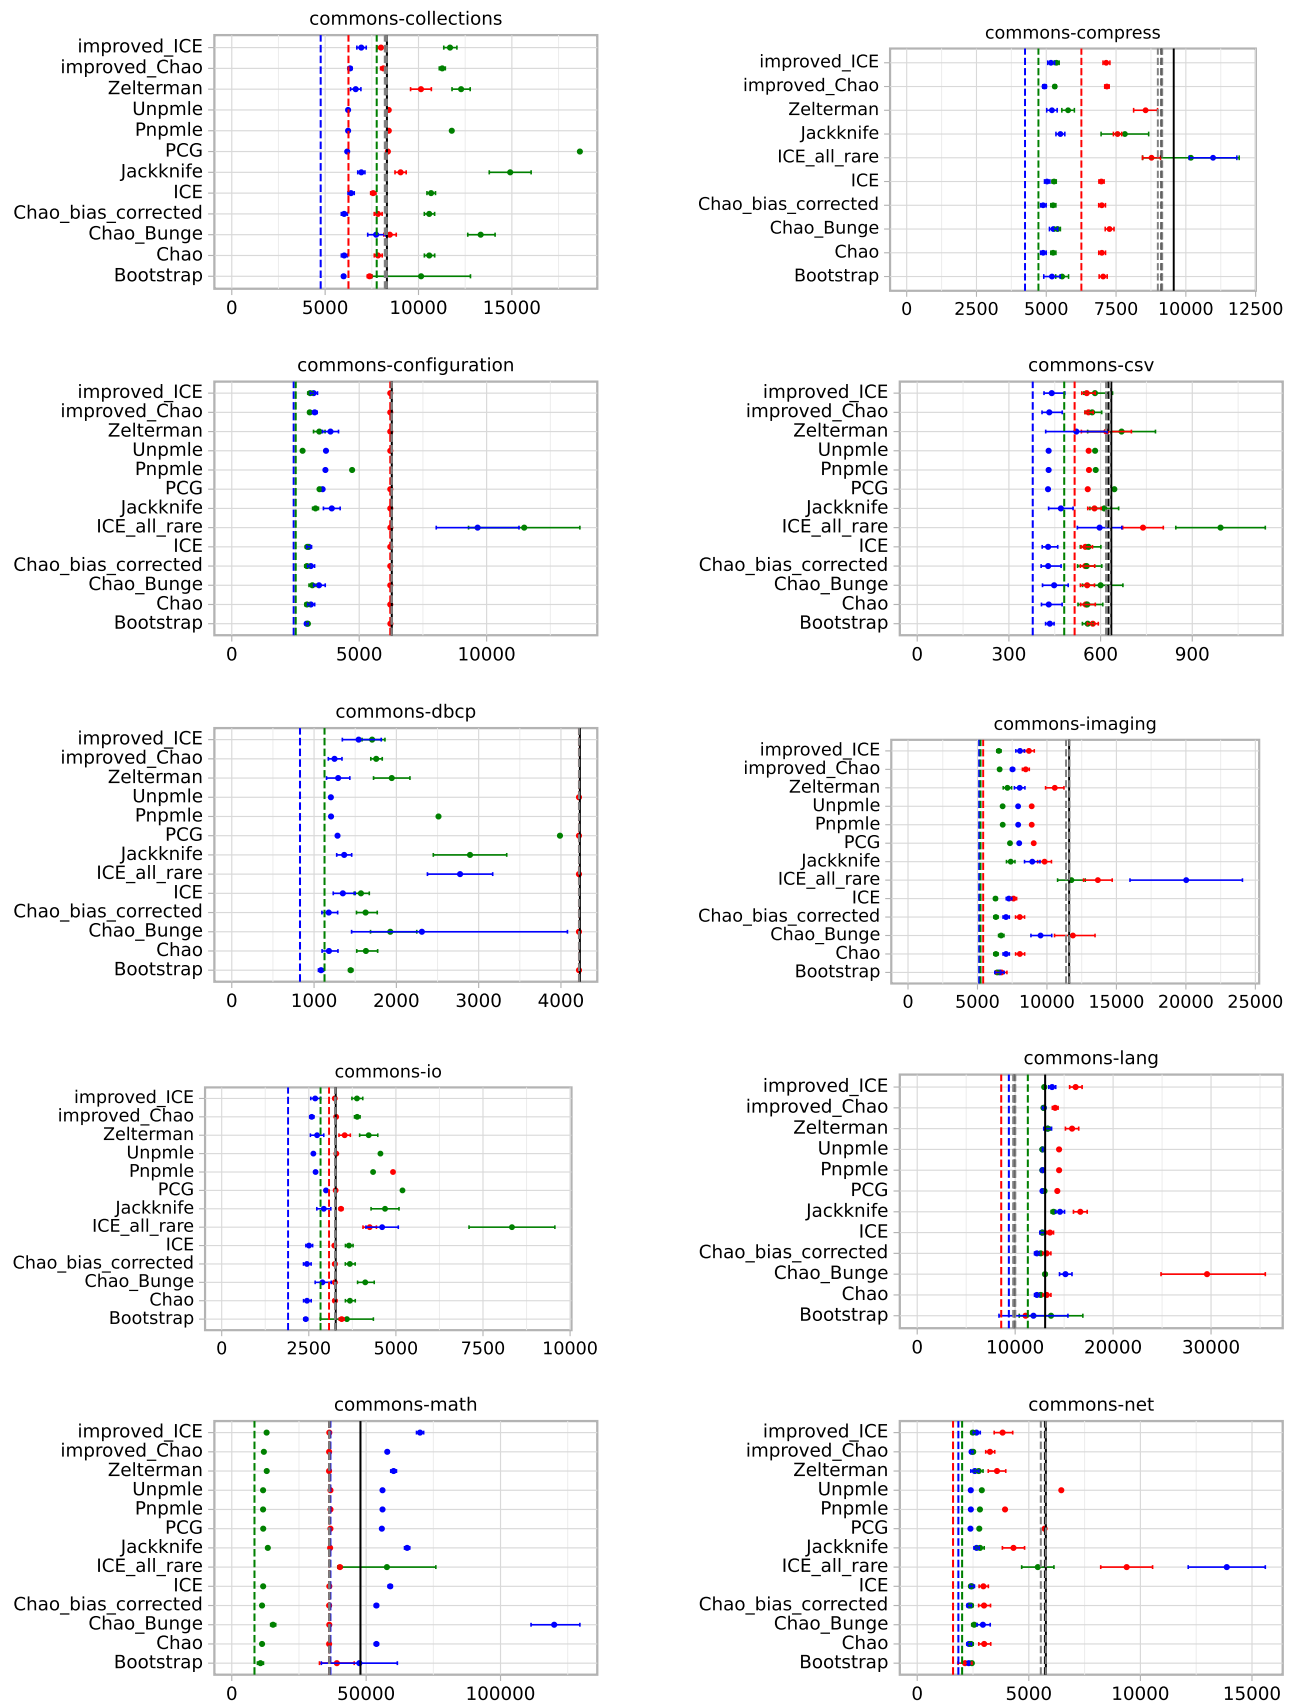 commons-collections
improved_ICE
improved_Chao
Zelterman
Unpmle
Pnpmle
PCG
Jackknife
ICE
Chao_bias_corrected
Chao_Bunge
Chao
Bootstrap
0 5000 10000 15000
commons-compress
improved_ICE
improved_Chao
Zelterman
Jackknife
ICE_all_rare
ICE
Chao_bias_corrected
Chao_Bunge
Chao
Bootstrap
0 2500 5000 7500 10000 12500
commons-configuration
improved_ICE
improved_Chao
Zelterman
Unpmle
Pnpmle
PCG
Jackknife
ICE_all_rare
ICE
Chao_bias_corrected
Chao_Bunge
Chao
Bootstrap
0 5000 10000
commons-csv
improved_ICE
improved_Chao
Zelterman
Unpmle
Pnpmle
PCG
Jackknife
ICE_all_rare
ICE
Chao_bias_corrected
Chao_Bunge
Chao
Bootstrap
0 300 600 900
commons-dbcp
improved_ICE
improved_Chao
Zelterman
Unpmle
Pnpmle
PCG
Jackknife
ICE_all_rare
ICE
Chao_bias_corrected
Chao_Bunge
Chao
Bootstrap
0 1000 2000 3000 4000
commons-imaging
improved_ICE
improved_Chao
Zelterman
Unpmle
Pnpmle
PCG
Jackknife
ICE_all_rare
ICE
Chao_bias_corrected
Chao_Bunge
Chao
Bootstrap
0 5000 10000 15000 20000 25000
commons-io
improved_ICE
improved_Chao
Zelterman
Unpmle
Pnpmle
PCG
Jackknife
ICE_all_rare
ICE
Chao_bias_corrected
Chao_Bunge
Chao
Bootstrap
0 2500 5000 7500 10000
commons-lang
improved_ICE
improved_Chao
Zelterman
Unpmle
Pnpmle
PCG
Jackknife
ICE
Chao_bias_corrected
Chao_Bunge
Chao
Bootstrap
0 10000 20000 30000
commons-math
improved_ICE
improved_Chao
Zelterman
Unpmle
Pnpmle
PCG
Jackknife
ICE_all_rare
ICE
Chao_bias_corrected
Chao_Bunge
Chao
Bootstrap
0 50000 100000
commons-net
improved_ICE
improved_Chao
Zelterman
Unpmle
Pnpmle
PCG
Jackknife
ICE_all_rare
ICE
Chao_bias_corrected
Chao_Bunge
Chao
Bootstrap
0 5000 10000 15000